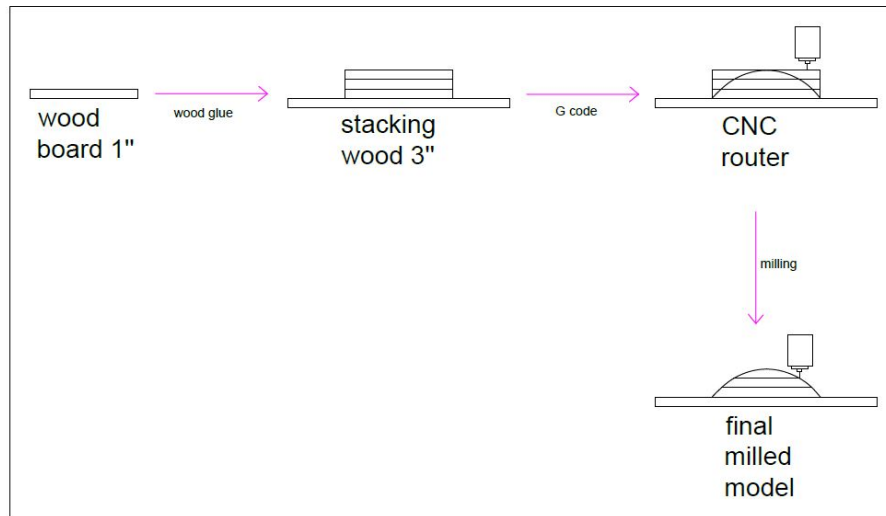 wood
board 1"
wood glue
stacking
wood 3"
G code
CNC
router
milling
final
milled
model